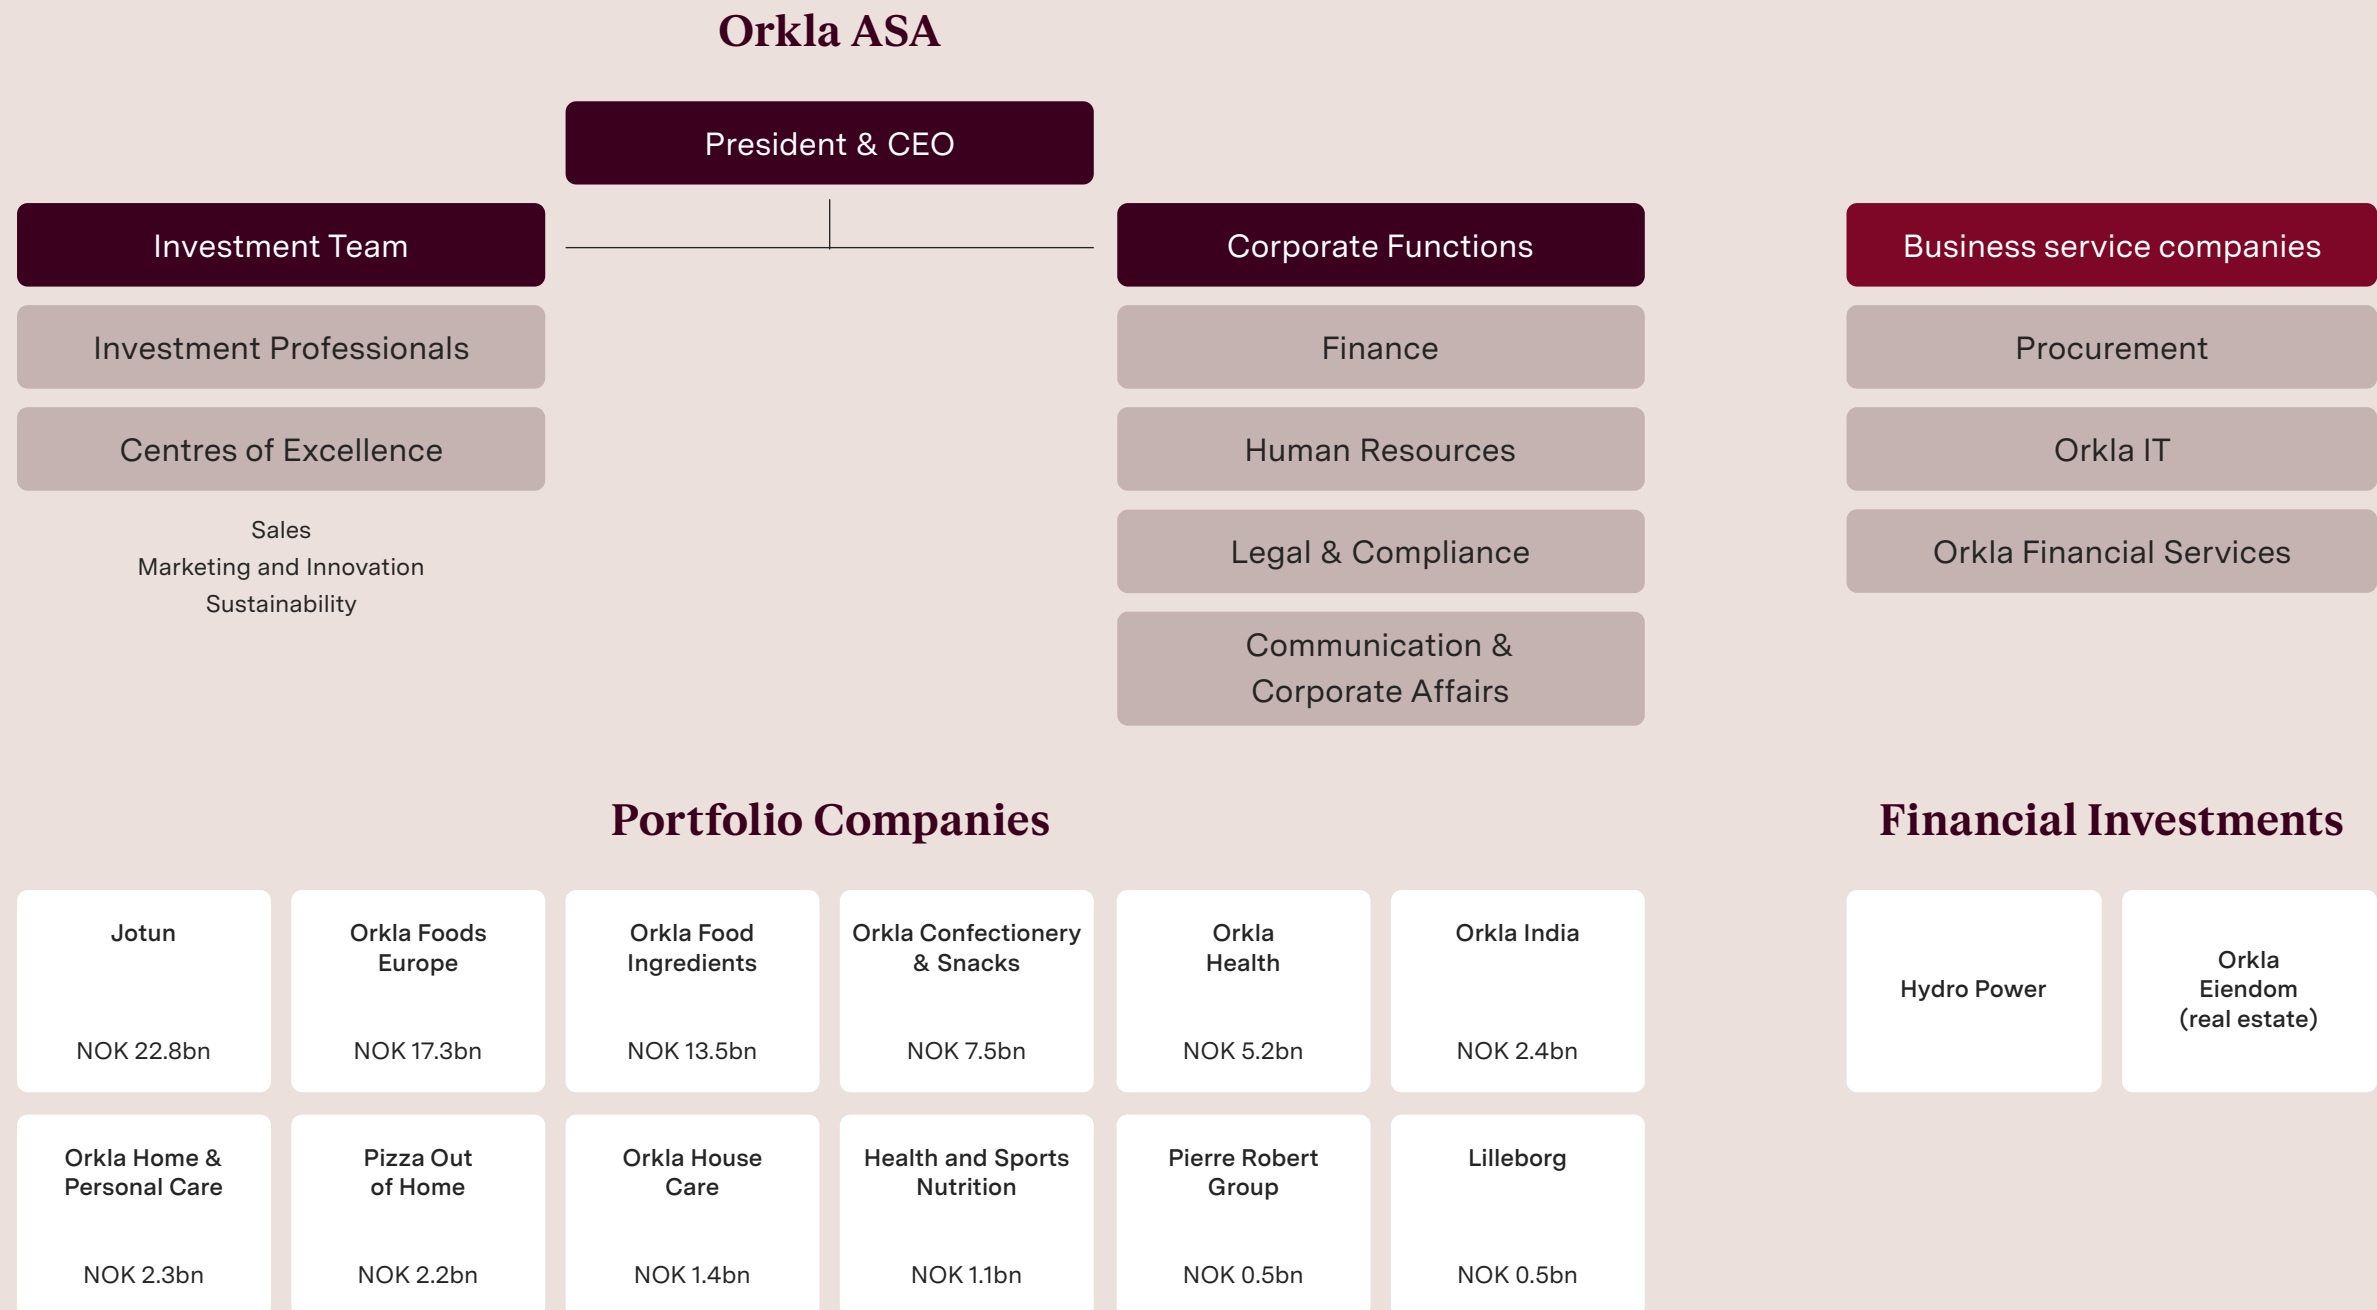 Orkla ASA
President & CEO
Investment Team
Investment Professionals
Centres of Excellence
Sales
Marketing and Innovation
Sustainability
Corporate Functions
Finance
Human Resources
Legal & Compliance
Communication &
Corporate Affairs
Business service companies
Procurement
Orkla IT
Orkla Financial Services
Portfolio Companies
Jotun
NOK 22.8bn
Orkla Foods
Europe
NOK 17.3bn
Orkla Food
Ingredients
NOK 13.5bn
Orkla Confectionery
& Snacks
NOK 7.5bn
Orkla
Health
NOK 5.2bn
Orkla India
NOK 2.4bn
Orkla Home &
Personal Care
NOK 2.3bn
Pizza Out
of Home
NOK 2.2bn
Orkla House
Care
NOK 1.4bn
Health and Sports
Nutrition
NOK 1.1bn
Pierre Robert
Group
NOK 0.5bn
Lilleborg
NOK 0.5bn
Financial Investments
Hydro Power
Orkla
Eiendom
(real estate)